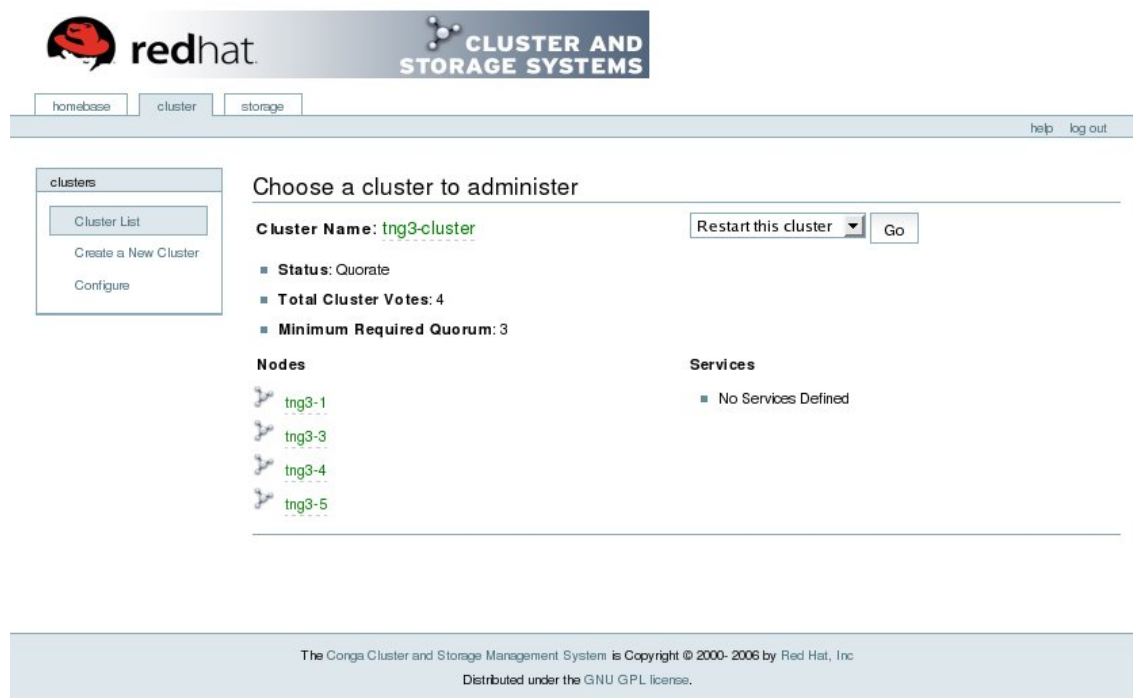 redhat.
CLUSTER AND
STORAGE SYSTEMS
homebase
cluster
storage
help
log out
clusters
Cluster List
Create a New Cluster
Configure
Choose a cluster to administer
Cluster Name: tng3-cluster
Restart this cluster
Go
Status: Quorate
Total Cluster Votes: 4
Minimum Required Quorum: 3
Nodes
tng3-1
tng3-3
tng3-4
tng3-5
Services
No Services Defined
The Conga Cluster and Storage Management System is Copyright © 2000- 2006 by Red Hat, Inc
Distributed under the GNU GPL license.